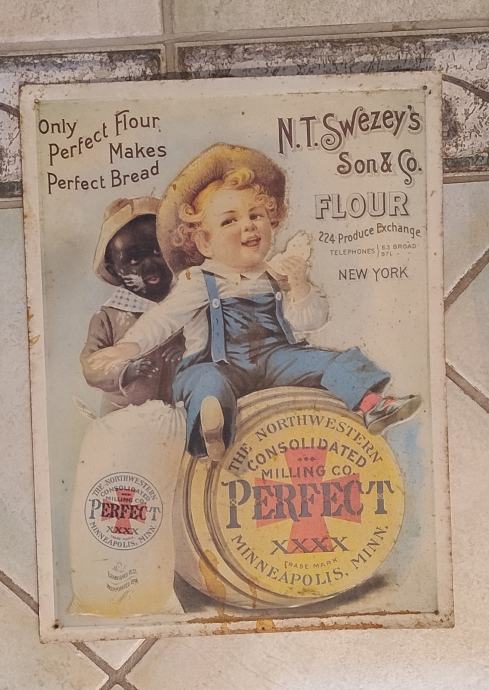 Only
Perfect Flour
Makes
Perfect Bread
N.T. Swezey's
Son & Co.
FLOUR
224 Produce Exchange
TELEPHONES 63 BROAD
971
NEW YORK
THE NORTHWESTERN
CONSOLIDATED
MILLING CO.
PERFECT
XXXX
TRADE MARK
MINNEAPOLIS, MINN.
THE NORTHWESTERN
CONSOLIDATED
MILLING CO.
PERFECT
XXXX
MINNEAPOLIS, MINN.